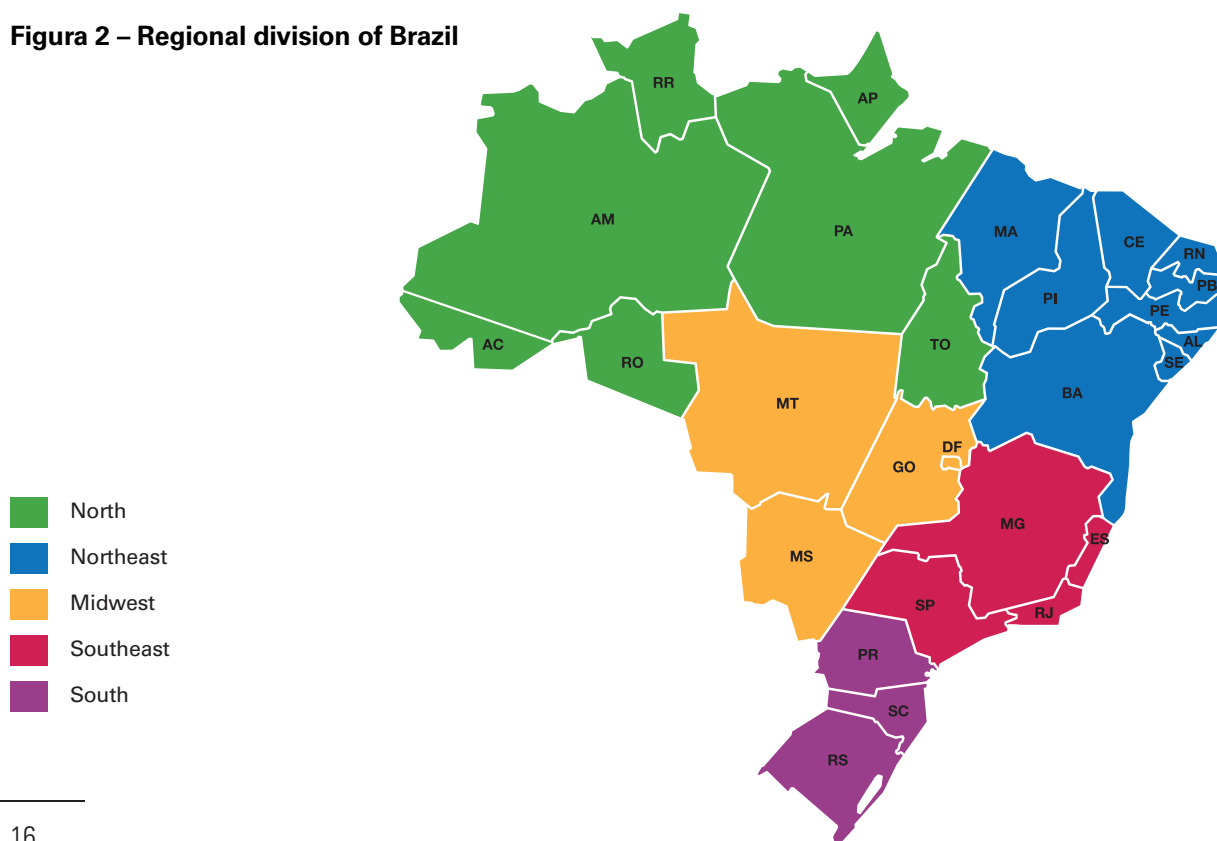 Figura 2 – Regional division of Brazil
RR
AP
AM
PA
MA
CE
RN
PB
PI
PE
AL
SE
AC
RO
TO
BA
MT
DF
GO
MG
ES
MS
SP
RJ
PR
SC
RS
North
Northeast
Midwest
Southeast
South
16